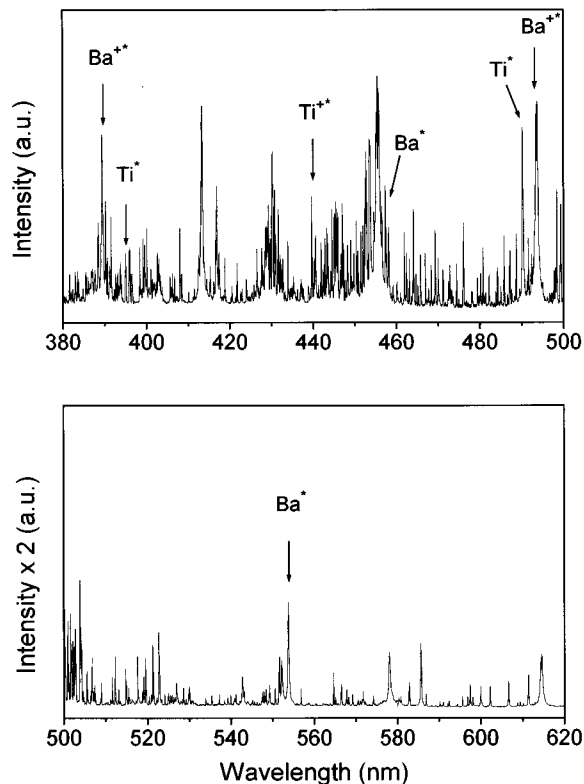 Ba+*
Ti*
Ti+*
Ba*
Ti*
Ba+*
Intensity (a.u.)
380 400 420 440 460 480 500
Ba*
Intensity x 2 (a.u.)
500 520 540 560 580 600 620
Wavelength (nm)